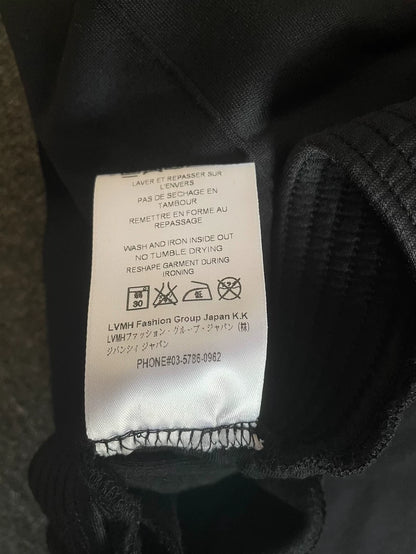 LAVER ET REPASSER SUR
L'ENVERS
PAS DE SECHAGE EN
TAMBOUR
REMETTRE EN FORME AU
REPASSAGE
WASH AND IRON INSIDE OUT
NO TUMBLE DRYING
RESHAPE GARMENT DURING
IRONING
弱
30
LVMH Fashion Group Japan K.K
LVMHファッション・グループ・ジャパン（株）
ジバンシィ ジャパン
PHONE#03-5786-0962